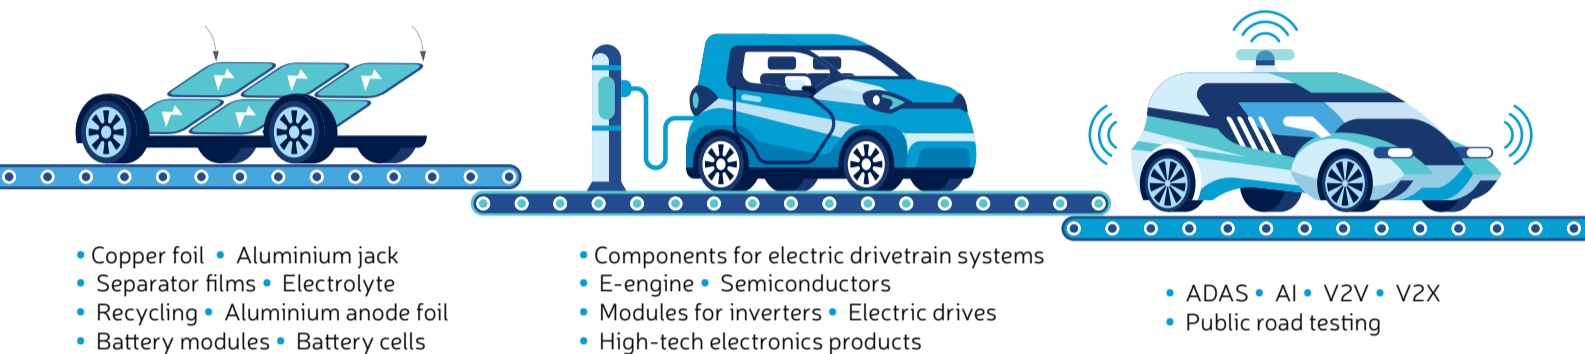 • Copper foil • Aluminium jack
• Separator films • Electrolyte
• Recycling • Aluminium anode foil
• Battery modules • Battery cells
• Components for electric drivetrain systems
• E-engine • Semiconductors
• Modules for inverters • Electric drives
• High-tech electronics products
• ADAS • AI • V2V • V2X
• Public road testing